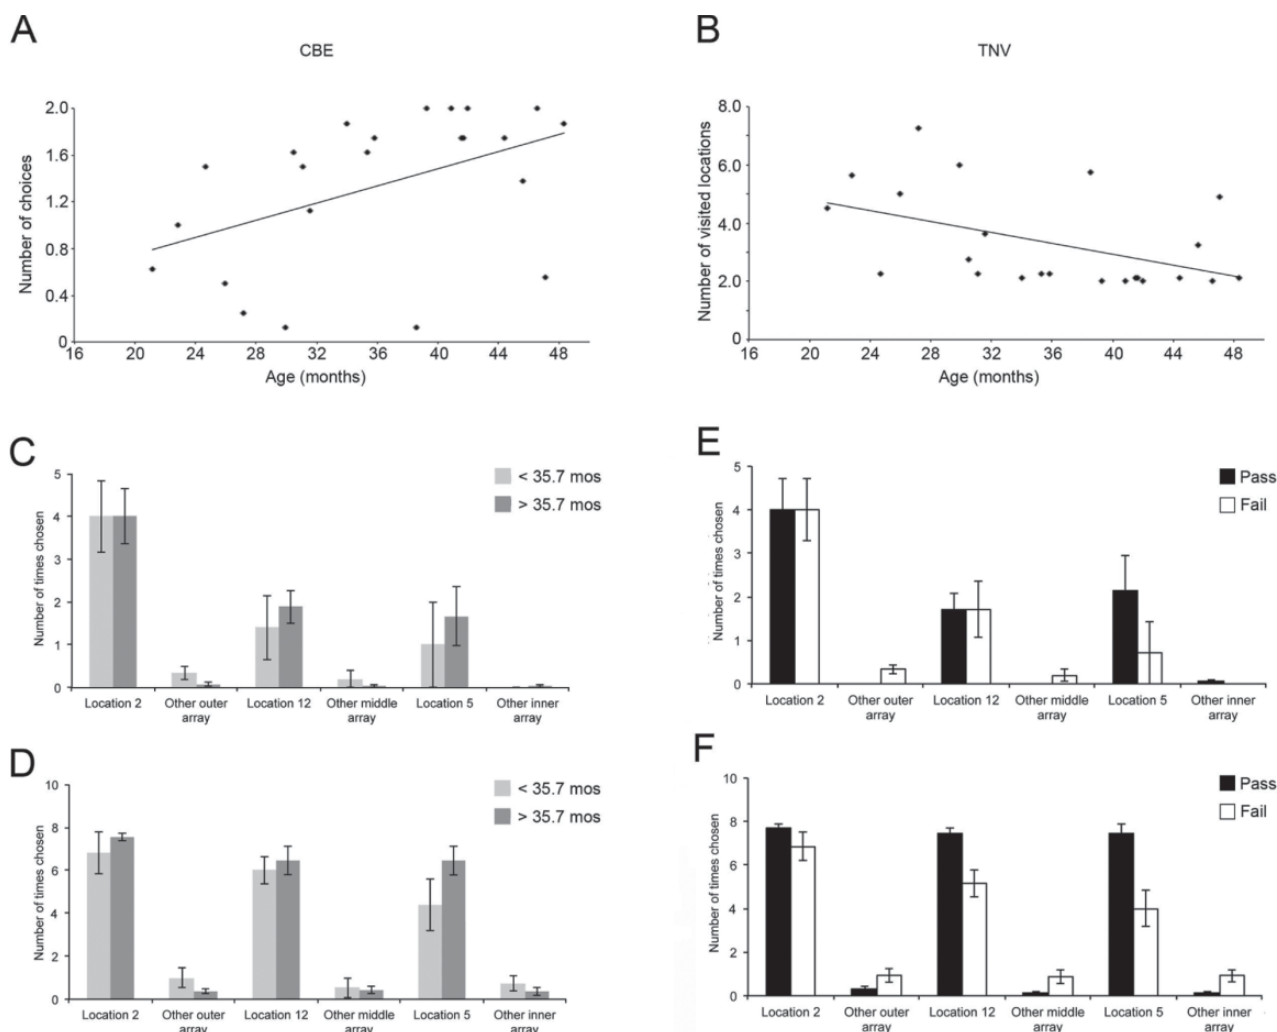 A
CBE
Number of choices
2.0
1.6
1.2
0.8
0.4
0
16 20 24 28 32 36 40 44 48
Age (months)
B
TNV
Number of visited locations
8.0
6.0
4.0
2.0
0
16 20 24 28 32 36 40 44 48
Age (months)
C
< 35.7 mos
> 35.7 mos
Number of times chosen
5
4
3
2
1
0
Location 2 Other outer Location 12 Other middle Location 5 Other inner
array array array
E
Pass
Fail
Number of times chosen
5
4
3
2
1
0
Location 2 Other outer Location 12 Other middle Location 5 Other inner
array array array
D
< 35.7 mos
> 35.7 mos
Number of times chosen
10
8
6
4
2
0
Location 2 Other outer Location 12 Other middle Location 5 Other inner
array array array
F
Pass
Fail
Number of times chosen
10
8
6
4
2
0
Location 2 Other outer Location 12 Other middle Location 5 Other inner
array array array